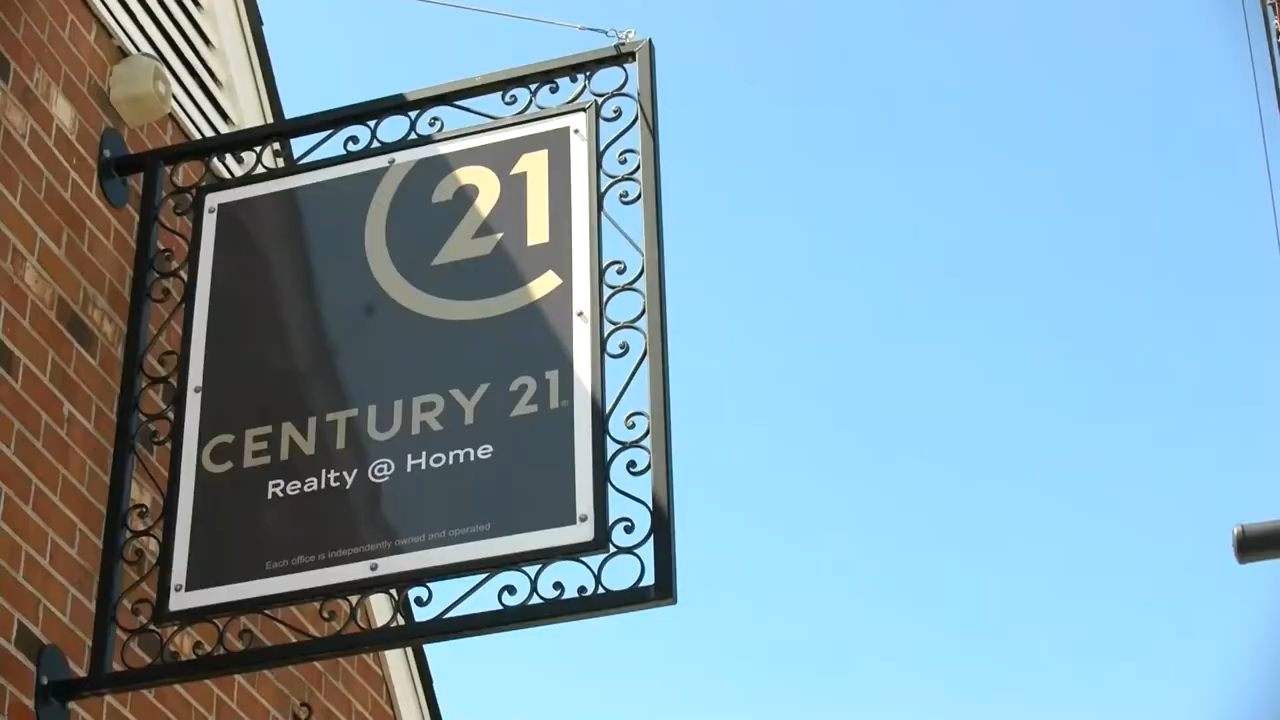 21
CENTURY 21®
Realty @ Home
Each office is independently owned and operated